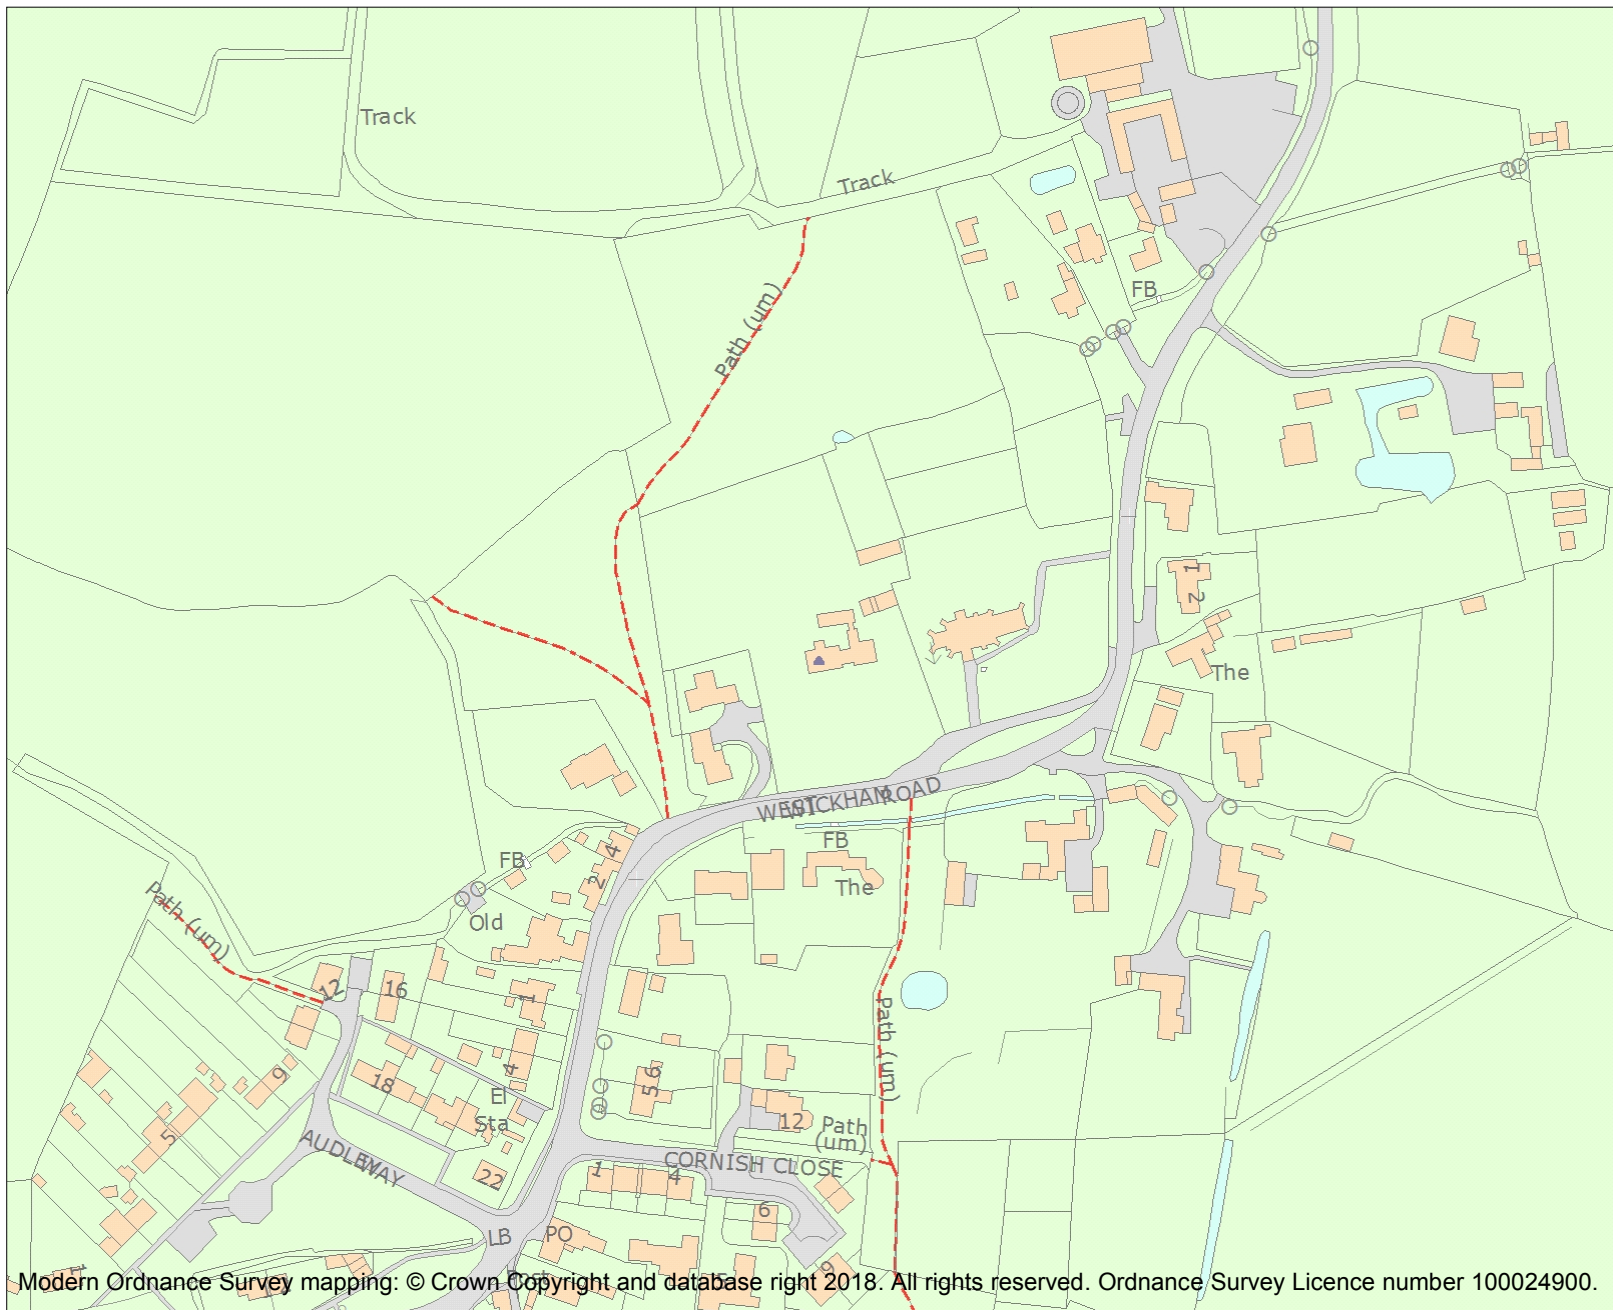 Track
Track
FB
Path (um)
1
2
The
WEST WICKHAM ROAD
FB
The
4
2
FB
Old
Path (um)
12
16
1
Path (um)
9
18
4
El
Sta
5 6
12
Path
(um)
5
AUDLEY WAY
CORNISH CLOSE
1
4
22
6
LB
PO
9
1
Modern Ordnance Survey mapping: © Crown Copyright and database right 2018. All rights reserved. Ordnance Survey Licence number 100024900.